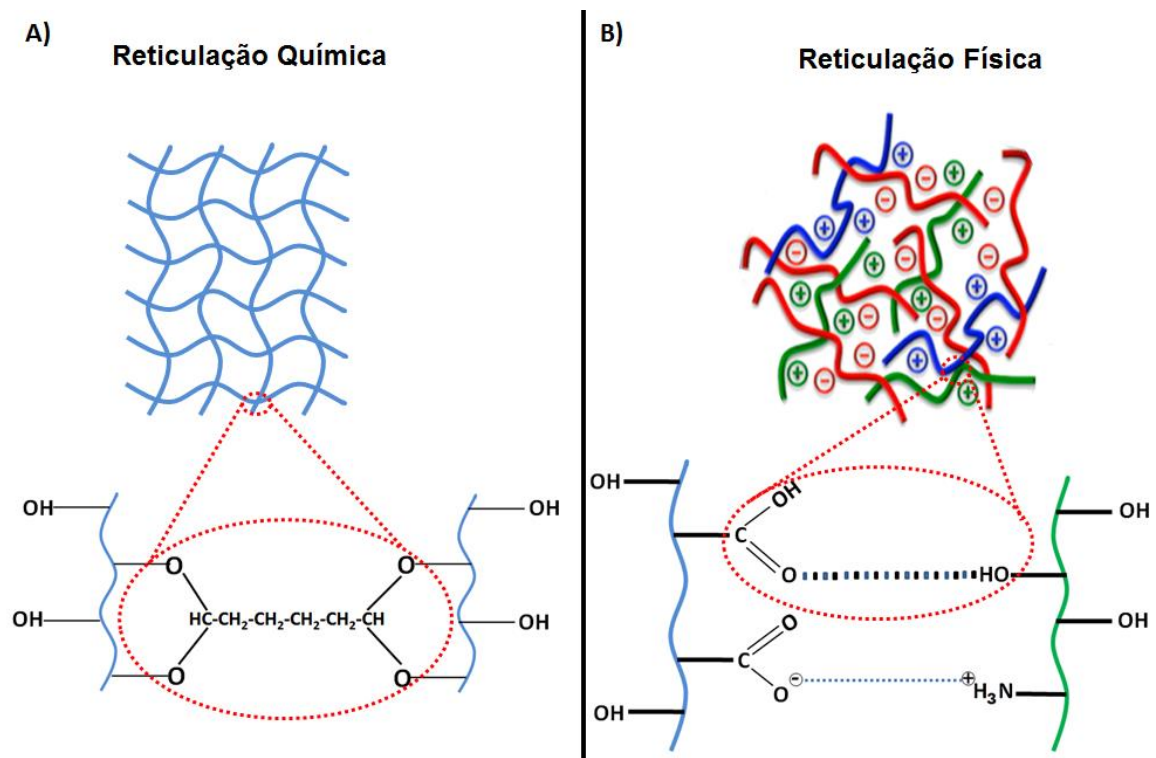 A)
Reticulação Química
OH
OH
O
O
HC-CH₂-CH₂-CH₂-CH₂-CH
OH
OH
O
O
B)
Reticulação Física
+
+
-
+
-
-
+
+
+
-
+
-
-
+
-
+
+
-
+
+
-
-
+
-
+
+
-
+
OH
OH
C
O
HO
OH
OH
O
C
O
-
+
H₃N
OH